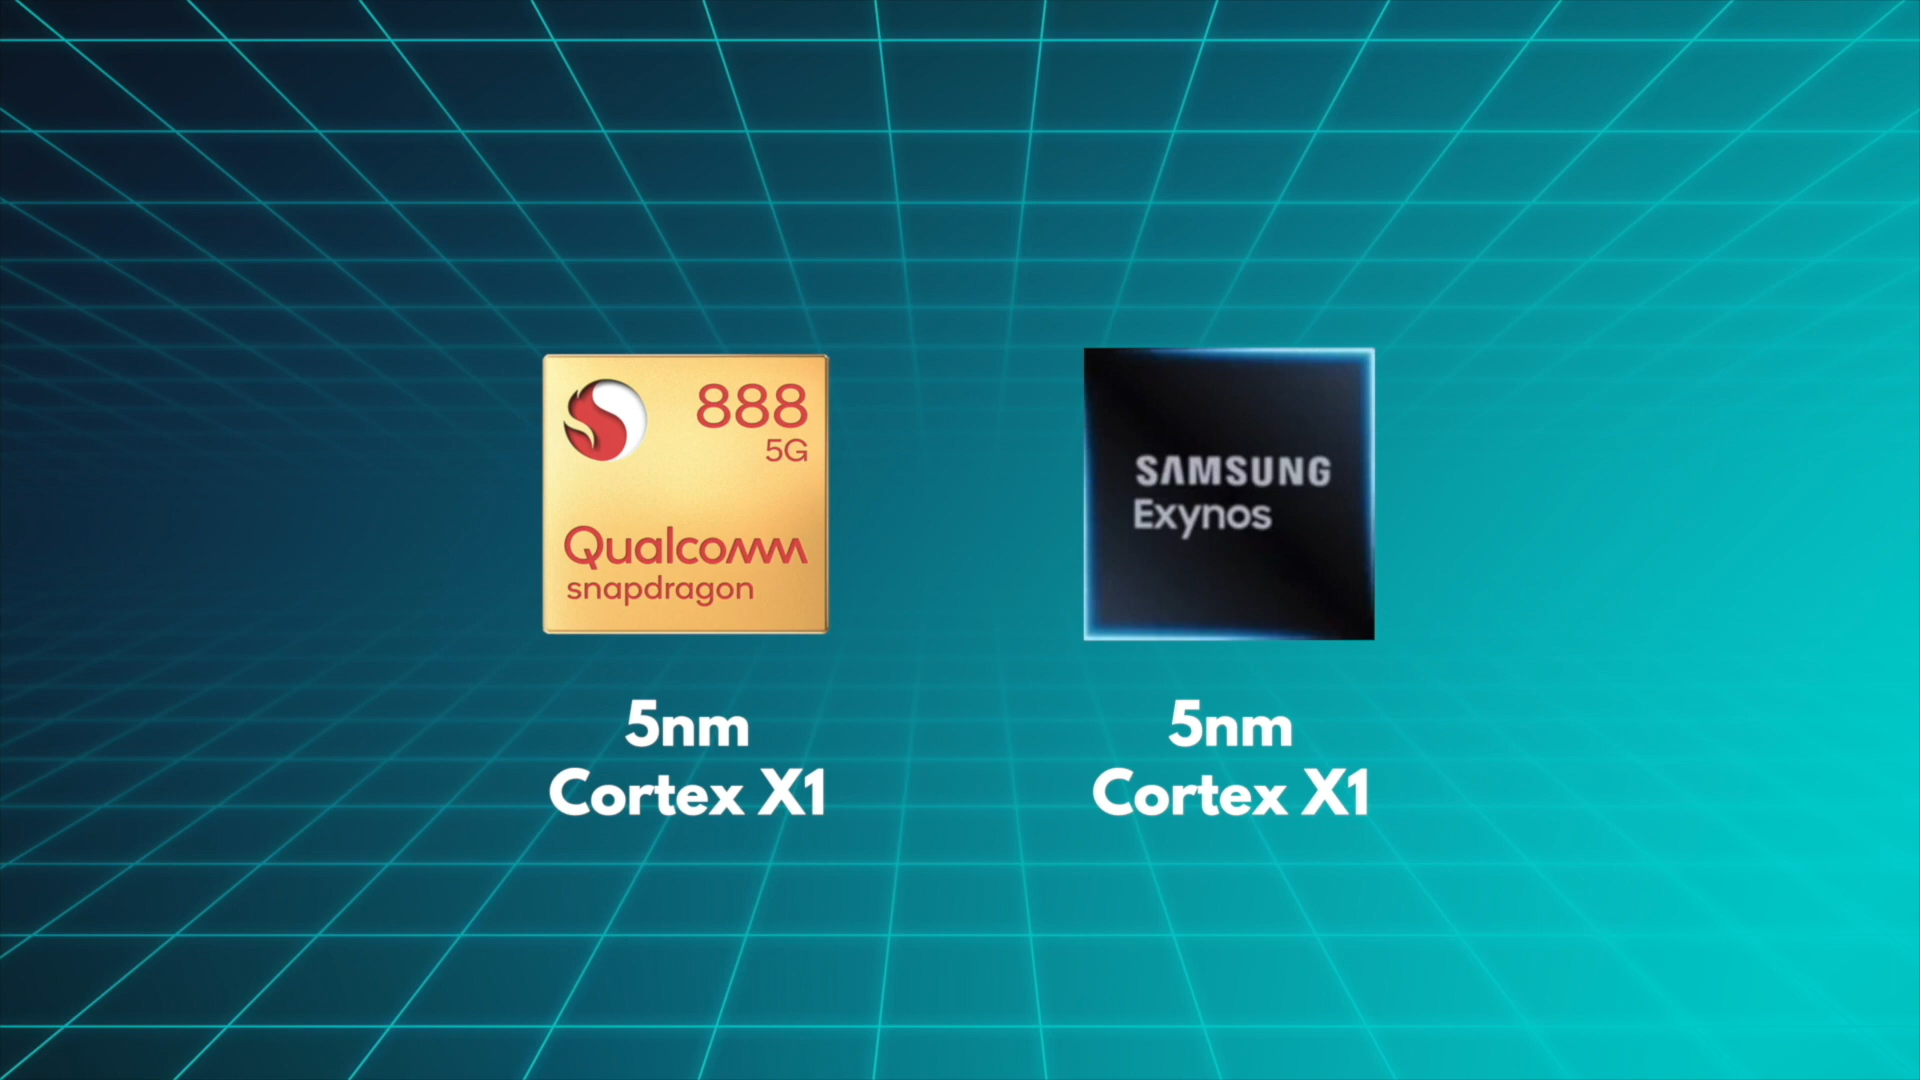 888
5G
Qualcomm
snapdragon
5nm
Cortex X1
SAMSUNG
Exynos
5nm
Cortex X1